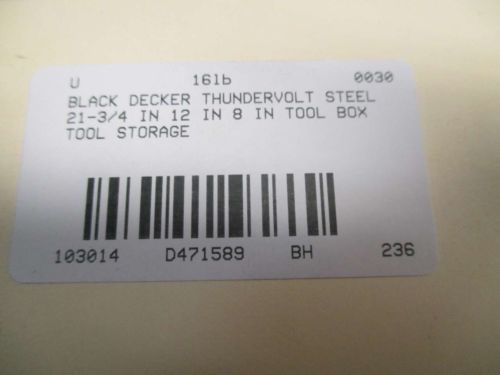 U 16lb 0030
BLACK DECKER THUNDERVOLT STEEL
21-3/4 IN 12 IN 8 IN TOOL BOX
TOOL STORAGE
103014 D471589 BH 236